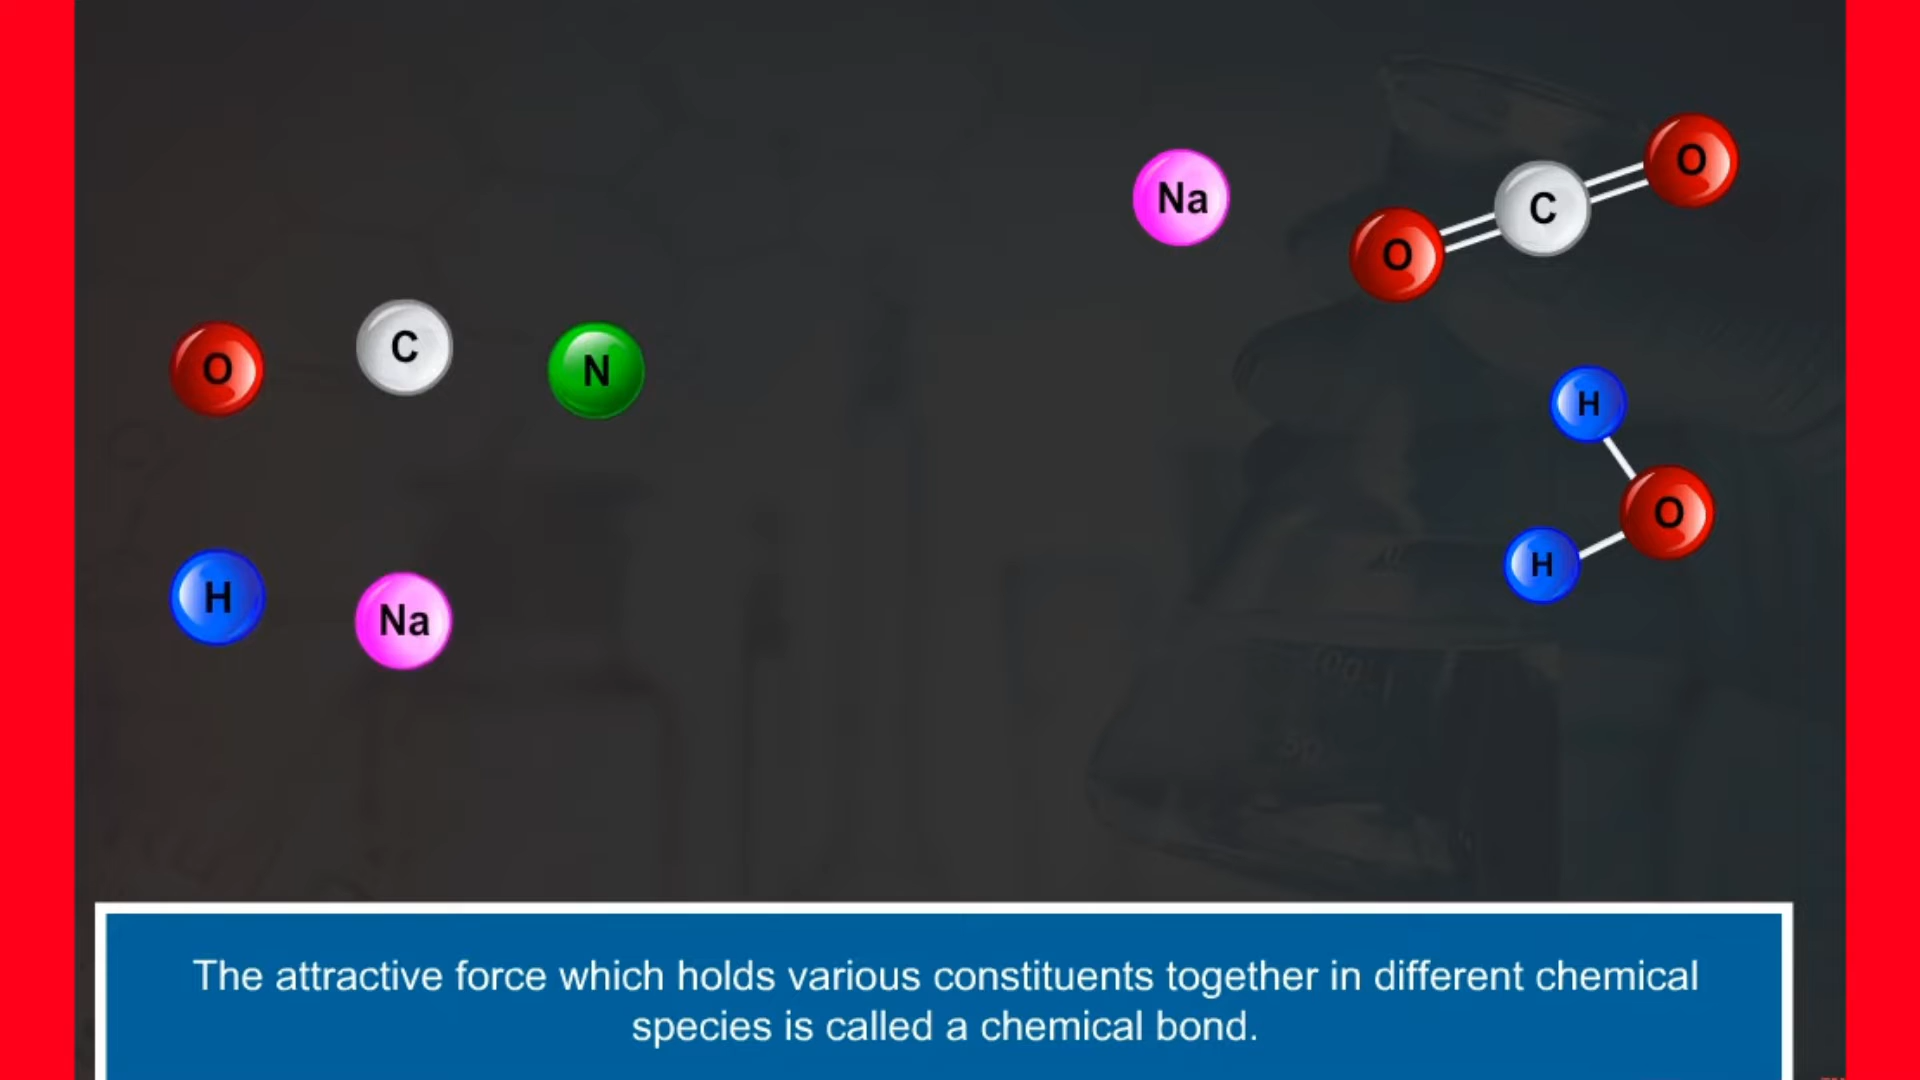 Na
O
C
O
O
C
N
H
O
H
H
Na
The attractive force which holds various constituents together in different chemical
species is called a chemical bond.